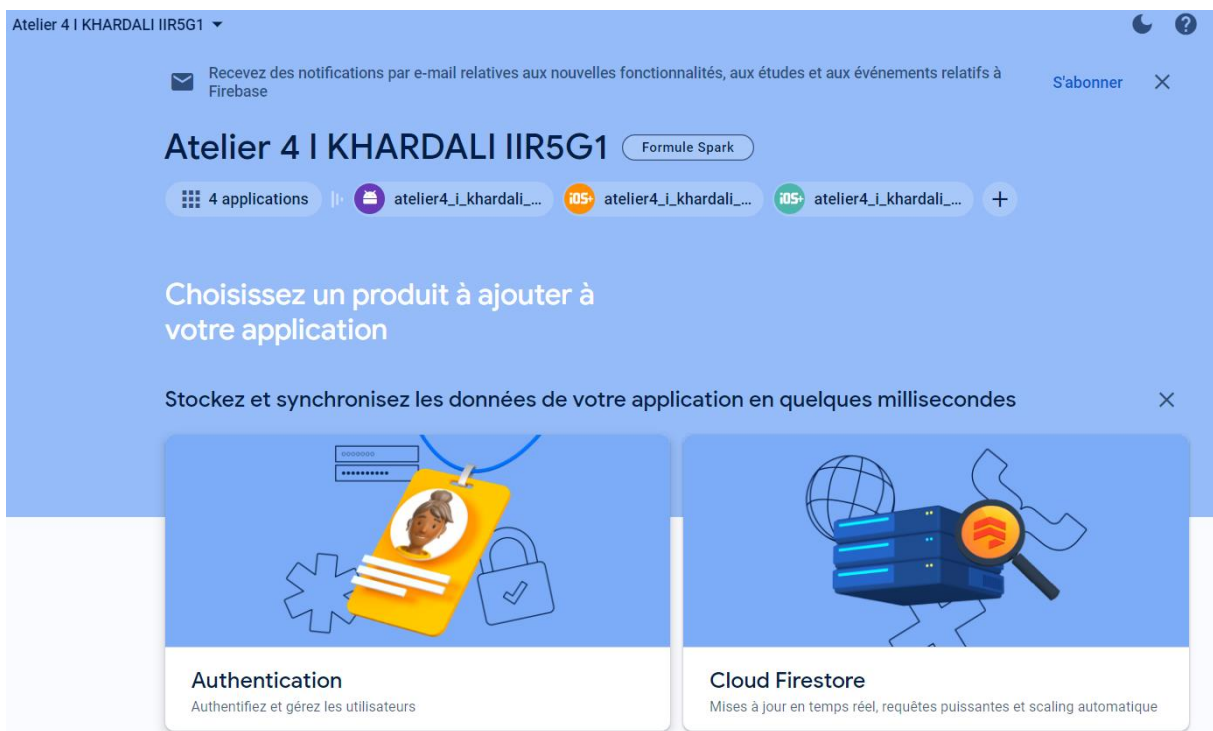 Atelier 4 I KHARDALI IIR5G1
Recevez des notifications par e-mail relatives aux nouvelles fonctionnalités, aux études et aux événements relatifs à
Firebase
S'abonner
Atelier 4 I KHARDALI IIR5G1
Formule Spark
4 applications
atelier4_i_khardali_...
iOS+
atelier4_i_khardali_...
iOS+
atelier4_i_khardali_...
+
Choisissez un produit à ajouter à
votre application
Stockez et synchronisez les données de votre application en quelques millisecondes
Authentication
Authentifiez et gérez les utilisateurs
Cloud Firestore
Mises à jour en temps réel, requêtes puissantes et scaling automatique